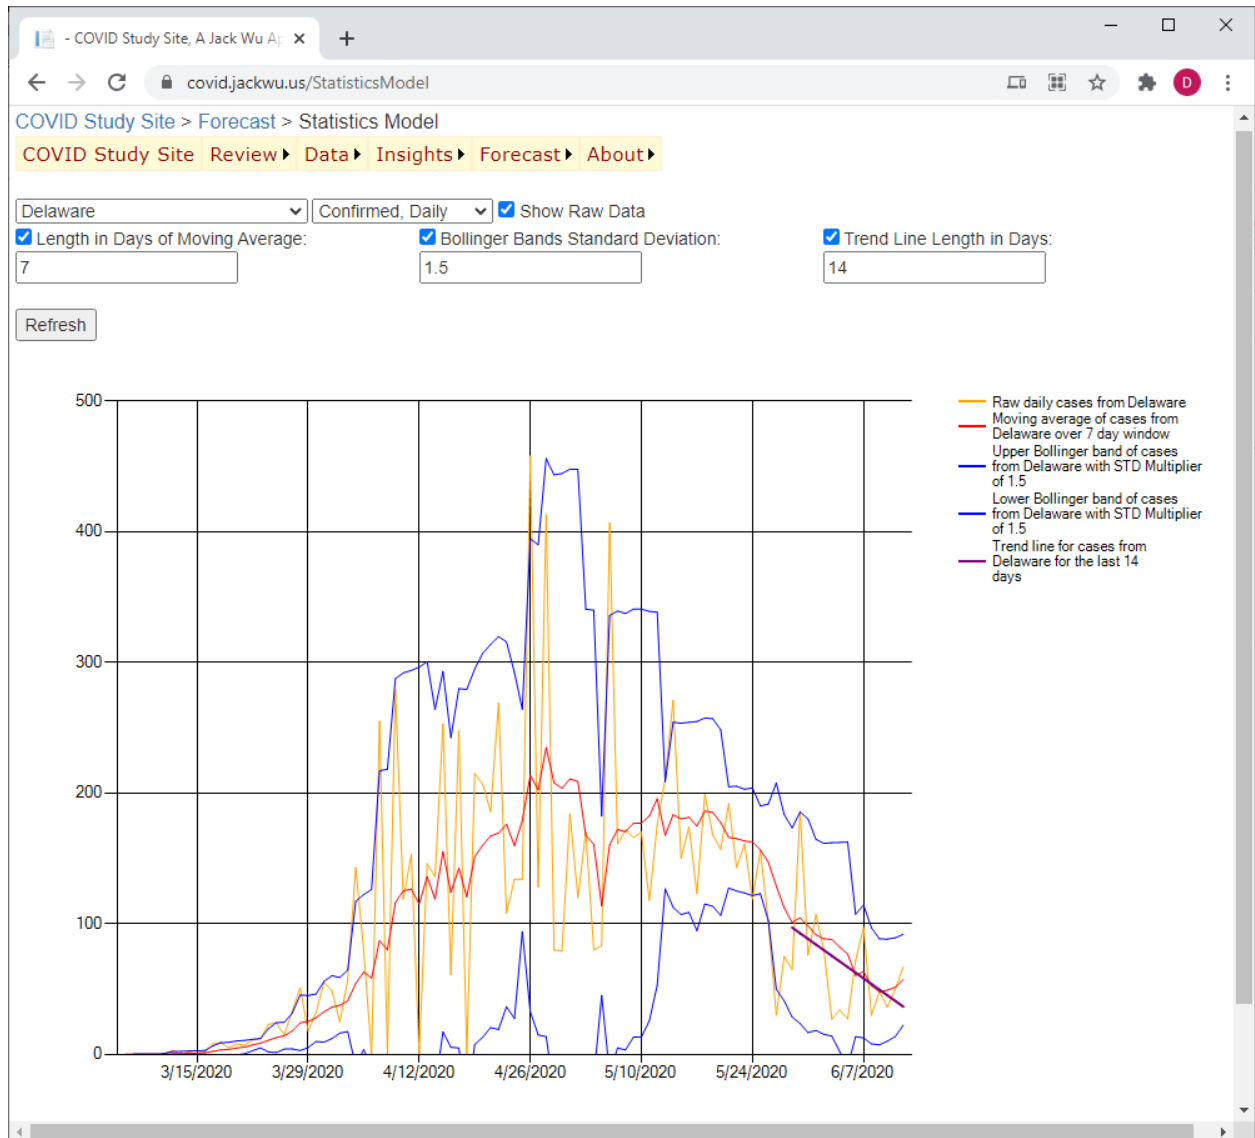 - COVID Study Site, A Jack Wu Ap
covid.jackwu.us/StatisticsModel
D
COVID Study Site > Forecast > Statistics Model
COVID Study Site Review Data Insights Forecast About
Delaware Confirmed, Daily Show Raw Data
Length in Days of Moving Average: Bollinger Bands Standard Deviation: Trend Line Length in Days:
7 1.5 14
Refresh
500
400
300
200
100
0
3/15/2020 3/29/2020 4/12/2020 4/26/2020 5/10/2020 5/24/2020 6/7/2020
Raw daily cases from Delaware
Moving average of cases from
Delaware over 7 day window
Upper Bollinger band of cases
from Delaware with STD Multiplier
of 1.5
Lower Bollinger band of cases
from Delaware with STD Multiplier
of 1.5
Trend line for cases from
Delaware for the last 14
days